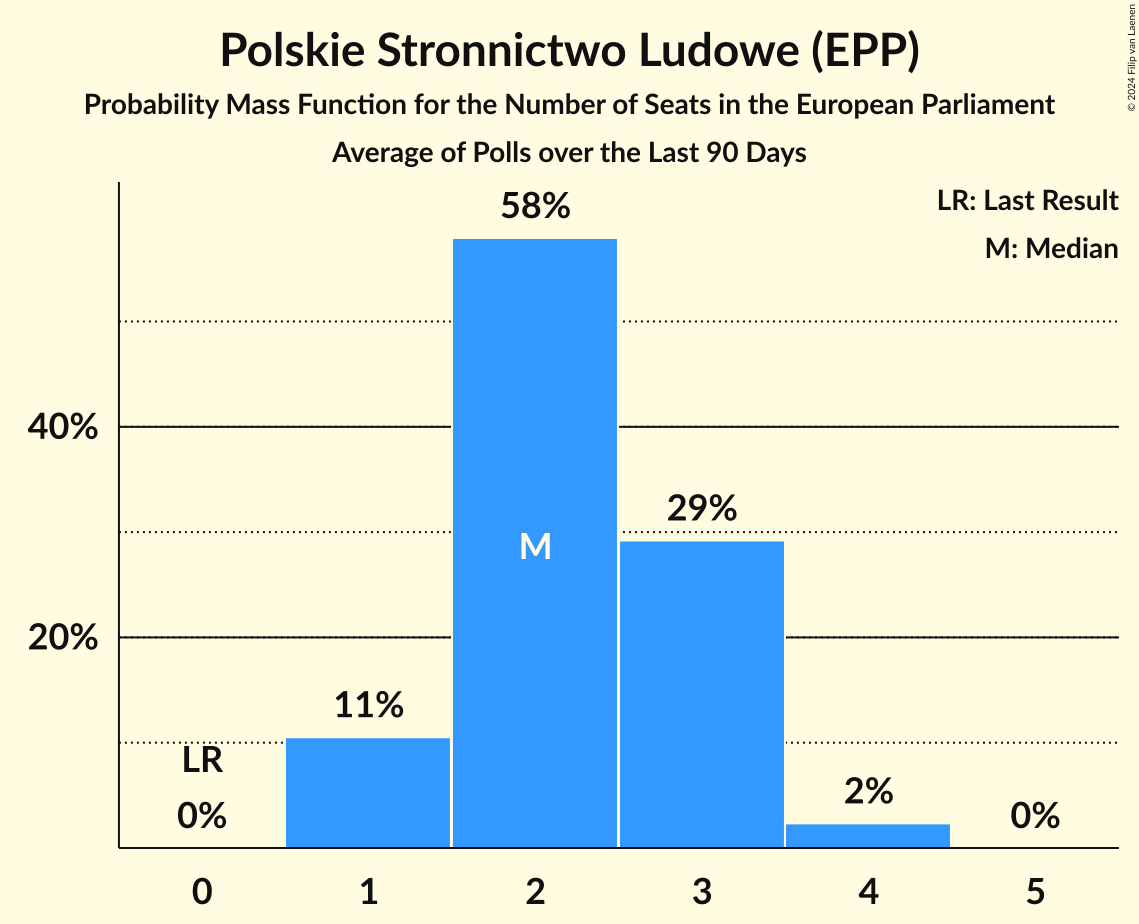 Polskie Stronnictwo Ludowe (EPP)
Probability Mass Function for the Number of Seats in the European Parliament
Average of Polls over the Last 90 Days
© 2024 Filip van Laenen
LR: Last Result
M: Median
58%
40%
29%
M
20%
11%
LR
0%
2%
0%
0 1 2 3 4 5